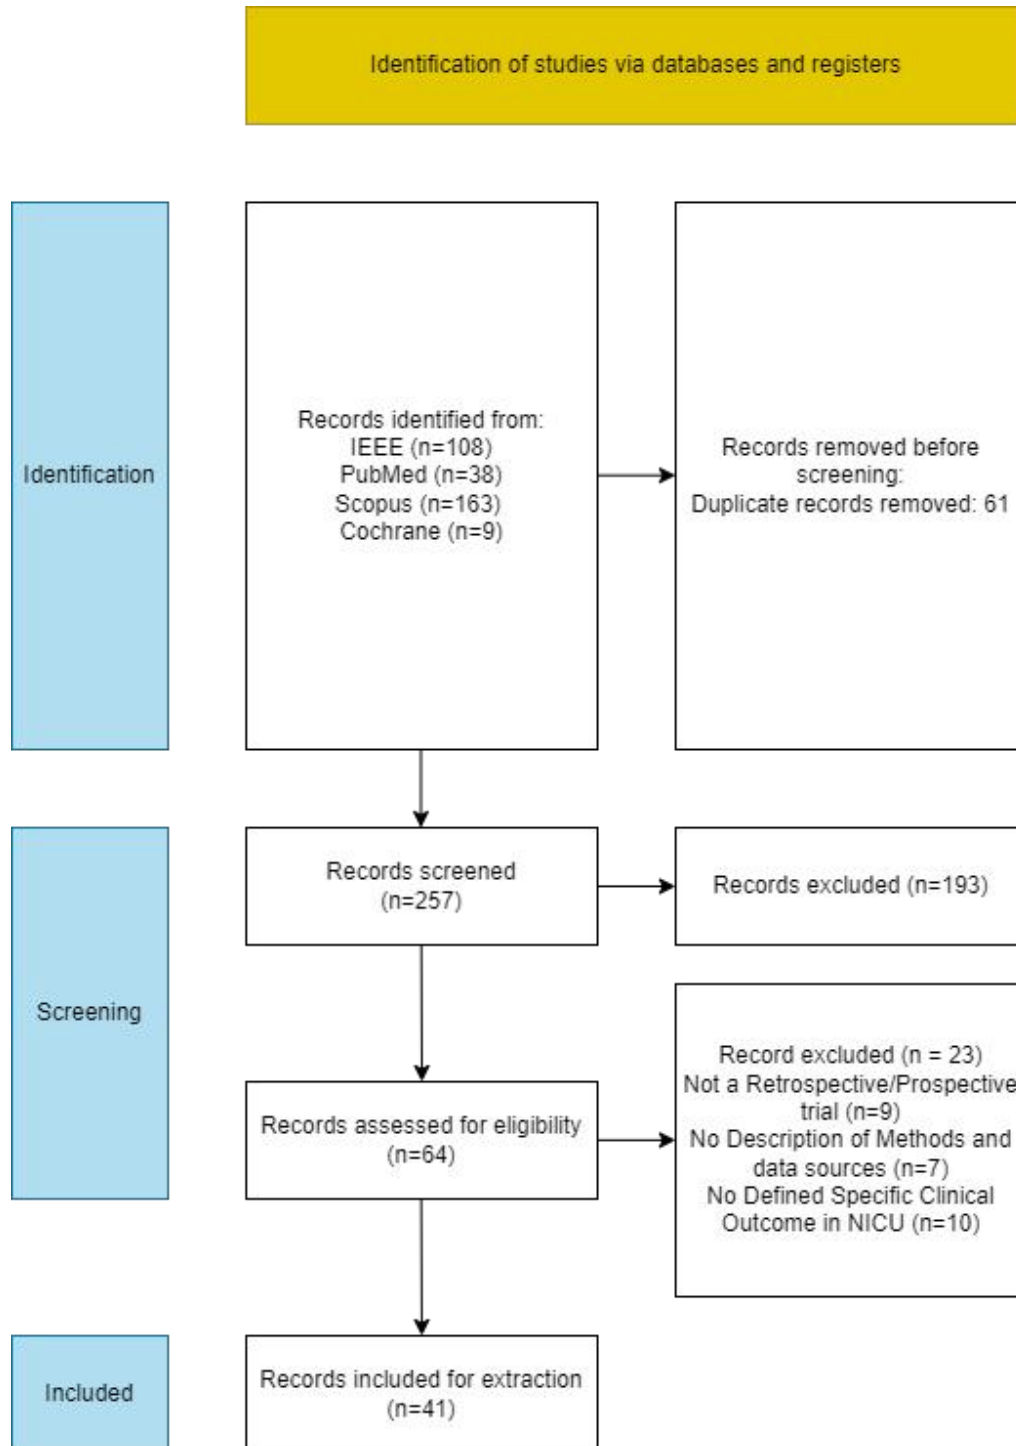 Identification of studies via databases and registers
Identification
Records identified from:
IEEE (n=108)
PubMed (n=38)
Scopus (n=163)
Cochrane (n=9)
Records removed before
screening:
Duplicate records removed: 61
Screening
Records screened
(n=257)
Records excluded (n=193)
Records assessed for eligibility
(n=64)
Record excluded (n = 23)
Not a Retrospective/Prospective
trial (n=9)
No Description of Methods and
data sources (n=7)
No Defined Specific Clinical
Outcome in NICU (n=10)
Included
Records included for extraction
(n=41)